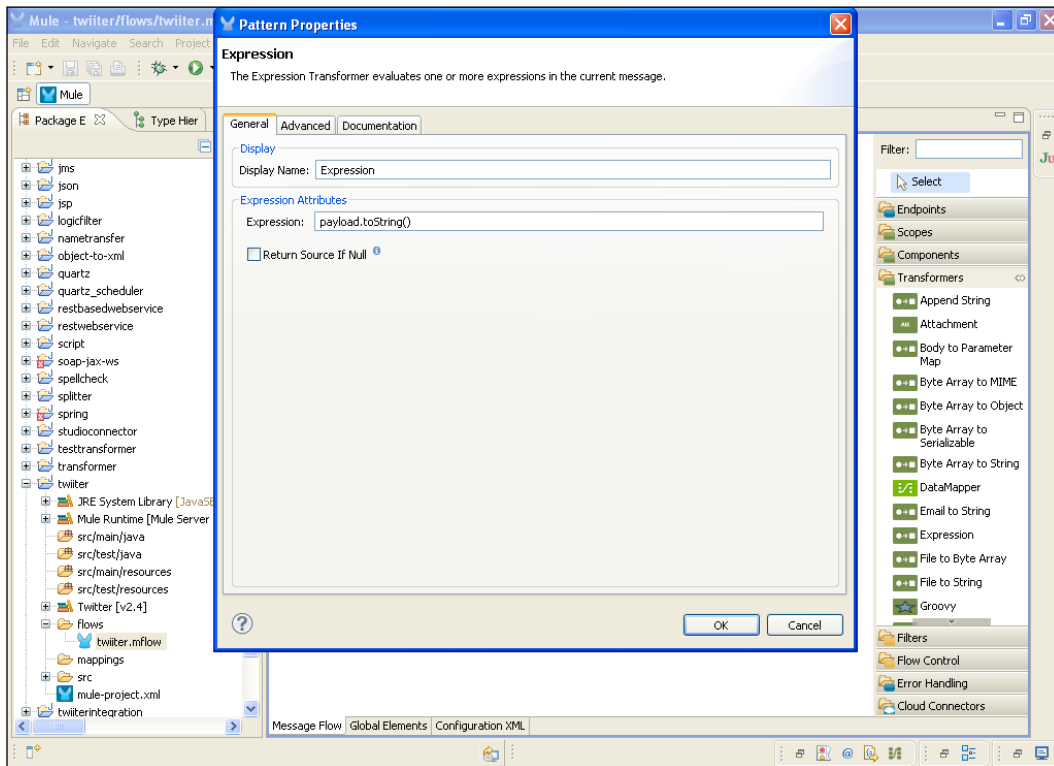 Mule - twiiter/flows/twiiter.m
File Edit Navigate Search Project
Mule
Package E
Type Hier
jms
json
jsp
logicfilter
nametransfer
object-to-xml
quartz
quartz_scheduler
restbasedwebservice
restwebservice
script
soap-jax-ws
spellcheck
splitter
spring
studioconnector
testtransformer
transformer
twiiter
JRE System Library [JavaSE
Mule Runtime [Mule Server
src/main/java
src/test/java
src/main/resources
src/test/resources
Twitter [v2.4]
flows
twiiter.mflow
mappings
src
mule-project.xml
twiiterintegration
Pattern Properties
Expression
The Expression Transformer evaluates one or more expressions in the current message.
General Advanced Documentation
Display
Display Name: Expression
Expression Attributes
Expression: payload.toString()
Return Source If Null
OK Cancel
Message Flow Global Elements Configuration XML
Filter:
Select
Endpoints
Scopes
Components
Transformers
Append String
Attachment
Body to Parameter
Map
Byte Array to MIME
Byte Array to Object
Byte Array to
Serializable
Byte Array to String
DataMapper
Email to String
Expression
File to Byte Array
File to String
Groovy
Filters
Flow Control
Error Handling
Cloud Connectors
Ju